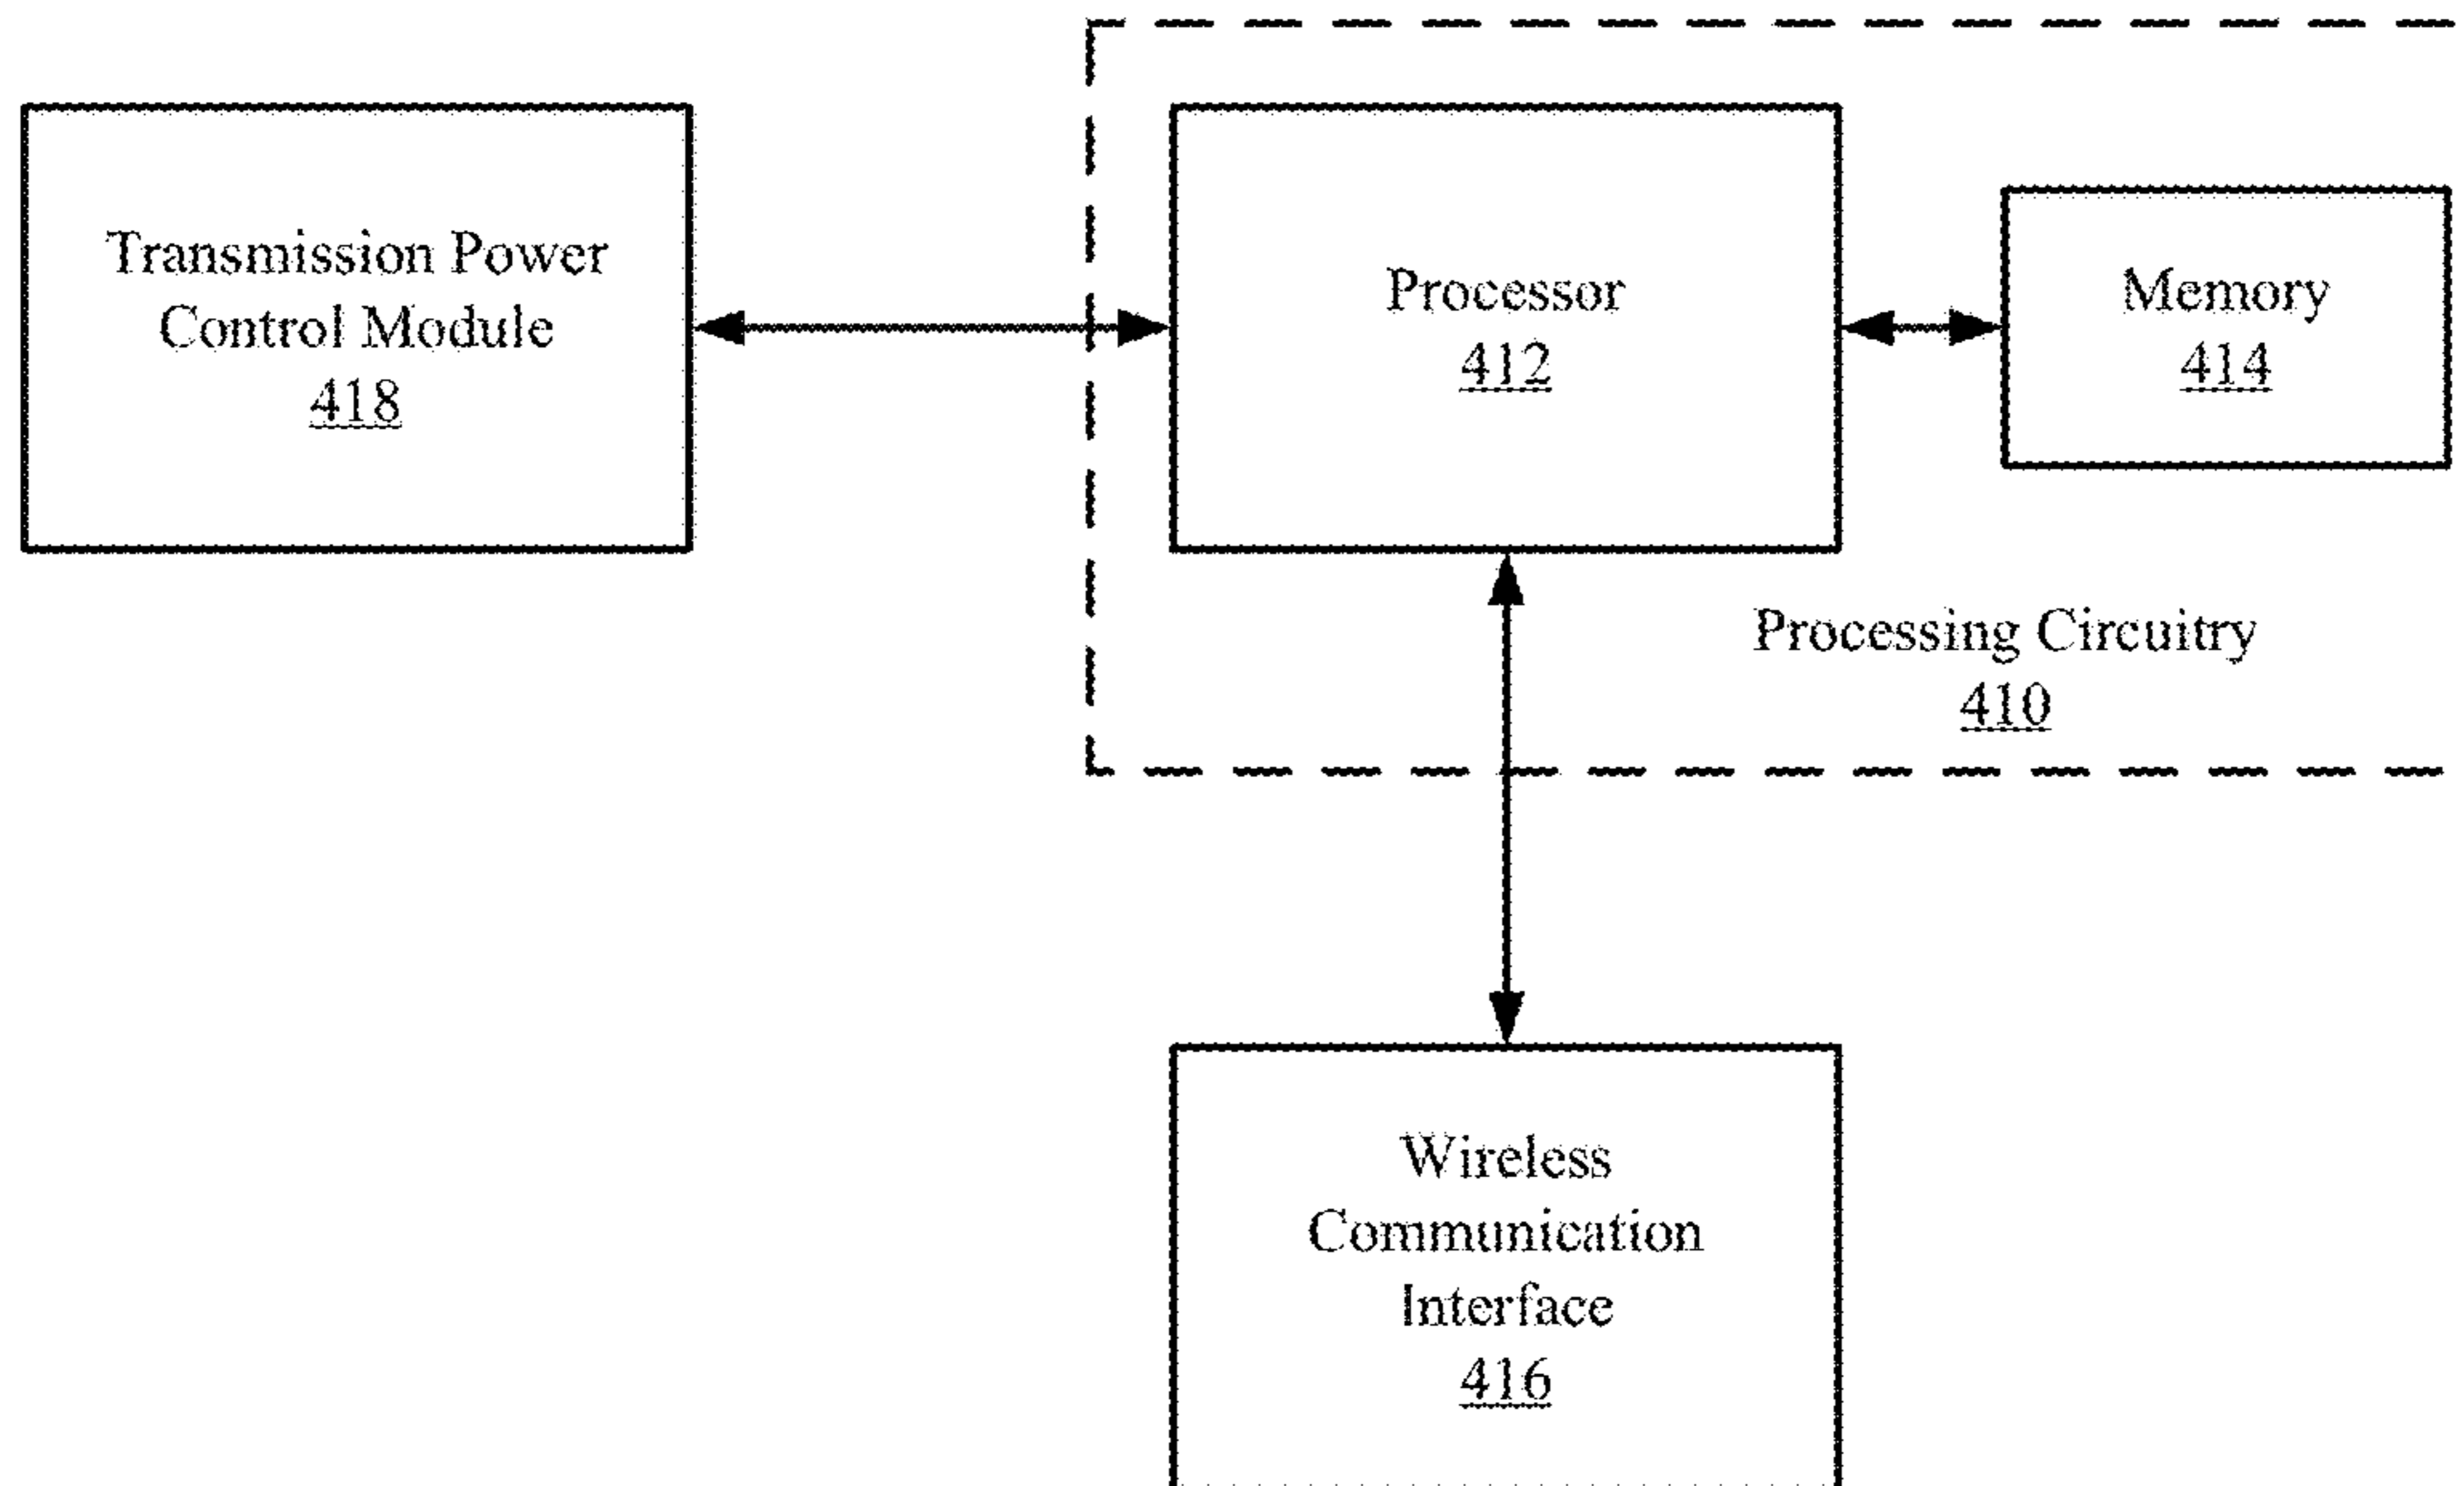 Transmission Power
Control Module
418
Processor
412
Memory
414
Processing Circuitry
410
Wireless
Communication
Interface
416